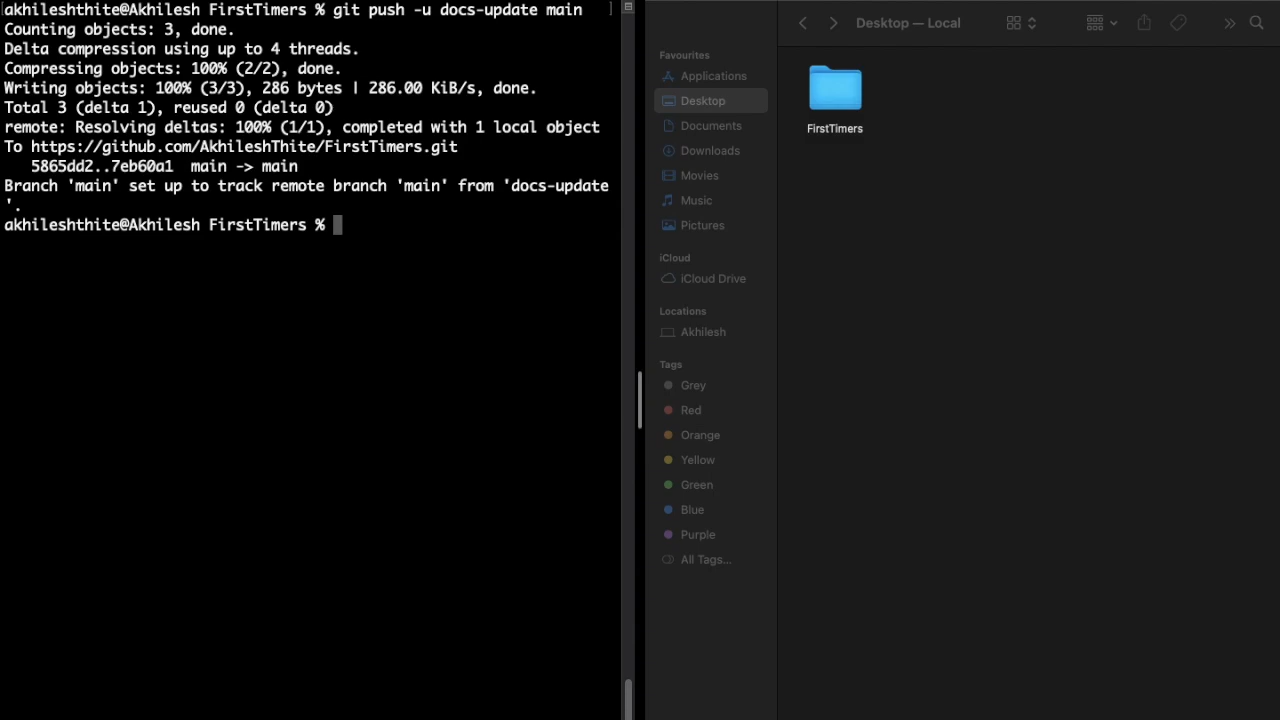 akhileshthite@Akhilesh FirstTimers % git push -u docs-update main
Counting objects: 3, done.
Delta compression using up to 4 threads.
Compressing objects: 100% (2/2), done.
Writing objects: 100% (3/3), 286 bytes | 286.00 KiB/s, done.
Total 3 (delta 1), reused 0 (delta 0)
remote: Resolving deltas: 100% (1/1), completed with 1 local object
To https://github.com/AkhileshThite/FirstTimers.git
5865dd2..7eb60a1  main -> main
Branch 'main' set up to track remote branch 'main' from 'docs-update
'.
akhileshthite@Akhilesh FirstTimers %
Desktop — Local
Favourites
Applications
Desktop
Documents
Downloads
Movies
Music
Pictures
iCloud
iCloud Drive
Locations
Akhilesh
Tags
Grey
Red
Orange
Yellow
Green
Blue
Purple
All Tags...
FirstTimers